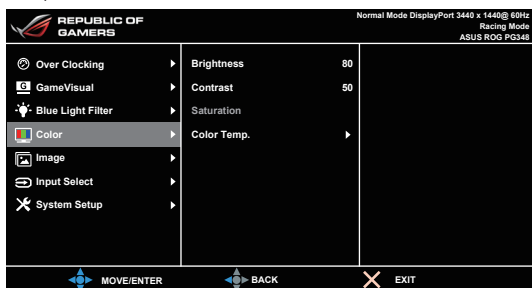 REPUBLIC OF
GAMERS
Normal Mode DisplayPort 3440 x 1440@ 60Hz
Racing Mode
ASUS ROG PG348
Over Clocking
GameVisual
Blue Light Filter
Color
Image
Input Select
System Setup
Brightness 80
Contrast 50
Saturation
Color Temp.
MOVE/ENTER BACK EXIT